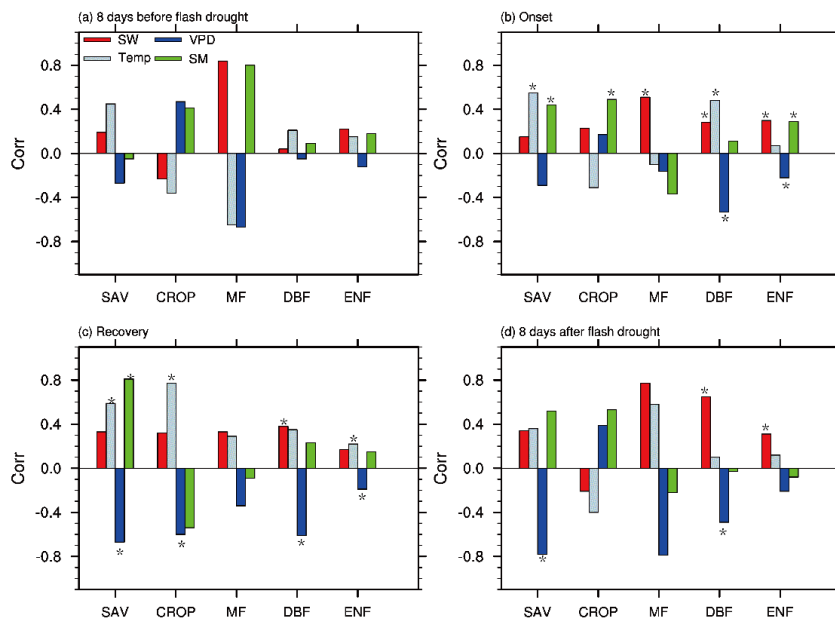 (a) 8 days before flash drought
SW VPD
Temp SM
0.8
0.4
0.0
-0.4
-0.8
Corr
SAV CROP MF DBF ENF
(b) Onset
0.8
0.4
0.0
-0.4
-0.8
* * * * * * * * * *
SAV CROP MF DBF ENF
(c) Recovery
0.8
0.4
0.0
-0.4
-0.8
Corr
* * * * * * * * *
SAV CROP MF DBF ENF
(d) 8 days after flash drought
0.8
0.4
0.0
-0.4
-0.8
Corr
* * * *
SAV CROP MF DBF ENF